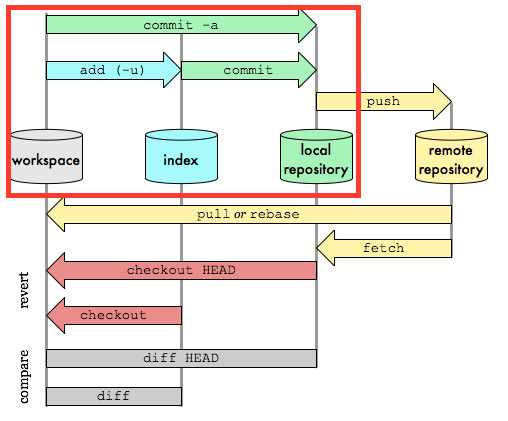 commit -a
add (-u)
commit
push
workspace
index
local
repository
remote
repository
pull or rebase
fetch
revert
checkout HEAD
checkout
compare
diff HEAD
diff